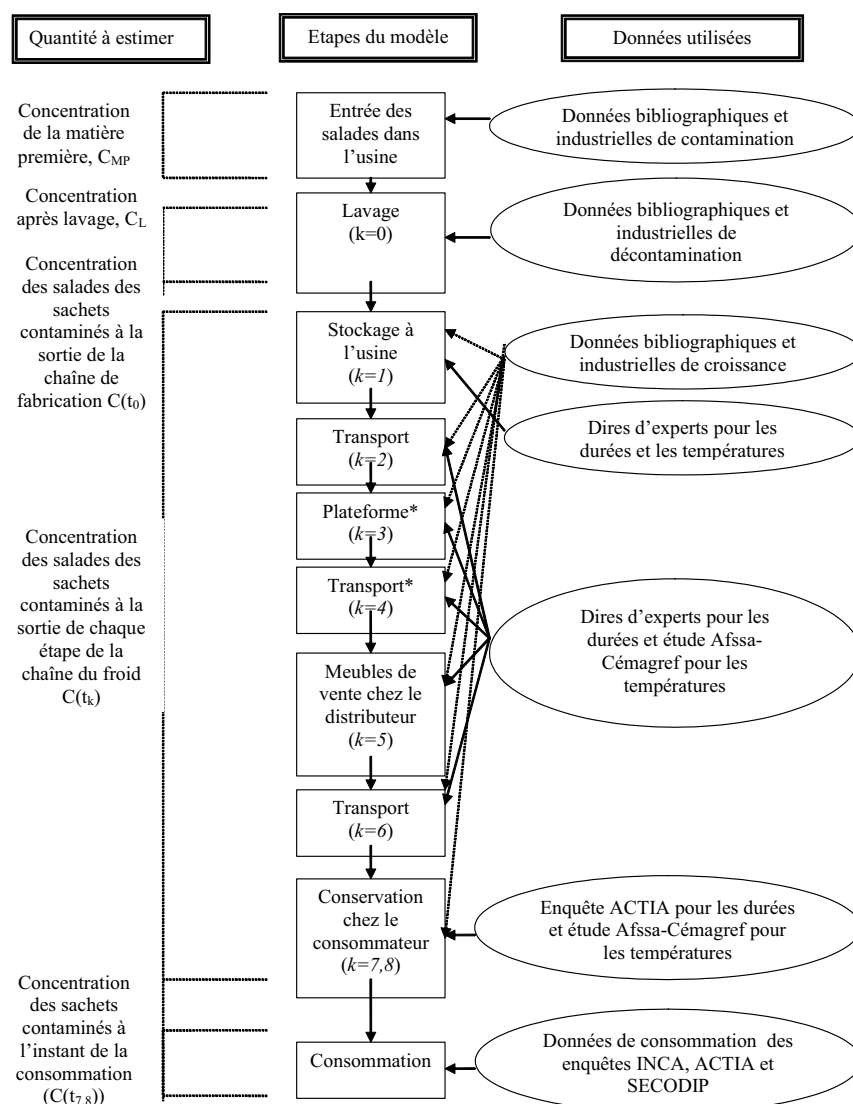 Quantité à estimer
Etapes du modèle
Données utilisées
Concentration
de la matière
première, CMP
Entrée des
salades dans
l'usine
Données bibliographiques et
industrielles de contamination
Concentration
après lavage, CL
Lavage
(k=0)
Données bibliographiques et
industrielles de
décontamination
Concentration
des salades des
sachets
contaminés à la
sortie de la
chaîne de
fabrication C(t0)
Stockage à
l'usine
(k=1)
Données bibliographiques et
industrielles de croissance
Transport
(k=2)
Dires d'experts pour les
durées et les températures
Plateforme*
(k=3)
Concentration
des salades des
sachets
contaminés à la
sortie de chaque
étape de la
chaîne du froid
C(tk)
Transport*
(k=4)
Dires d'experts pour les
durées et étude Afssa-
Cémagref pour les
températures
Meubles de
vente chez le
distributeur
(k=5)
Transport
(k=6)
Conservation
chez le
consommateur
(k=7,8)
Enquête ACTIA pour les durées
et étude Afssa-Cémagref pour
les températures
Concentration
des sachets
contaminés à
l'instant de la
consommation
(C(t7,8))
Consommation
Données de consommation des
enquêtes INCA, ACTIA et
SECODIP